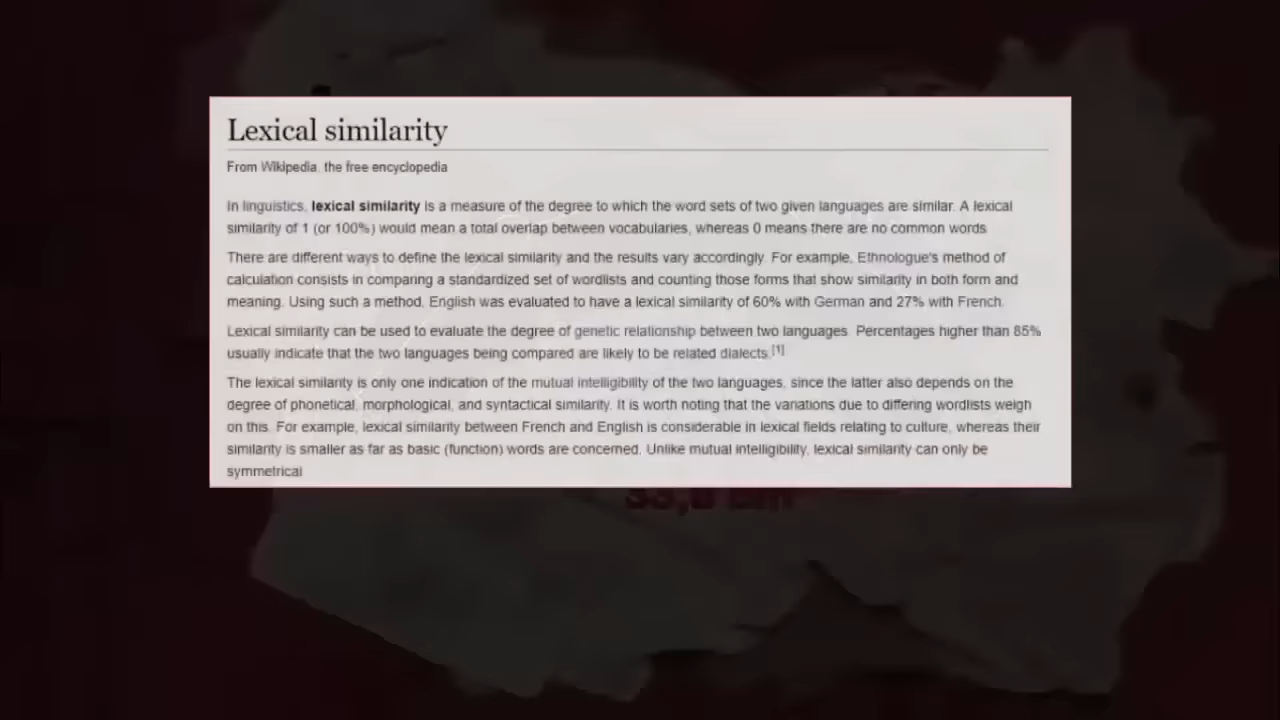 Lexical similarity
From Wikipedia, the free encyclopedia
In linguistics, lexical similarity is a measure of the degree to which the word sets of two given languages are similar. A lexical
similarity of 1 (or 100%) would mean a total overlap between vocabularies, whereas 0 means there are no common words.
There are different ways to define the lexical similarity and the results vary accordingly. For example, Ethnologue's method of
calculation consists in comparing a standardized set of wordlists and counting those forms that show similarity in both form and
meaning. Using such a method, English was evaluated to have a lexical similarity of 60% with German and 27% with French.
Lexical similarity can be used to evaluate the degree of genetic relationship between two languages. Percentages higher than 85%
usually indicate that the two languages being compared are likely to be related dialects.[1]
The lexical similarity is only one indication of the mutual intelligibility of the two languages, since the latter also depends on the
degree of phonetical, morphological, and syntactical similarity. It is worth noting that the variations due to differing wordlists weigh
on this. For example, lexical similarity between French and English is considerable in lexical fields relating to culture, whereas their
similarity is smaller as far as basic (function) words are concerned. Unlike mutual intelligibility, lexical similarity can only be
symmetrical